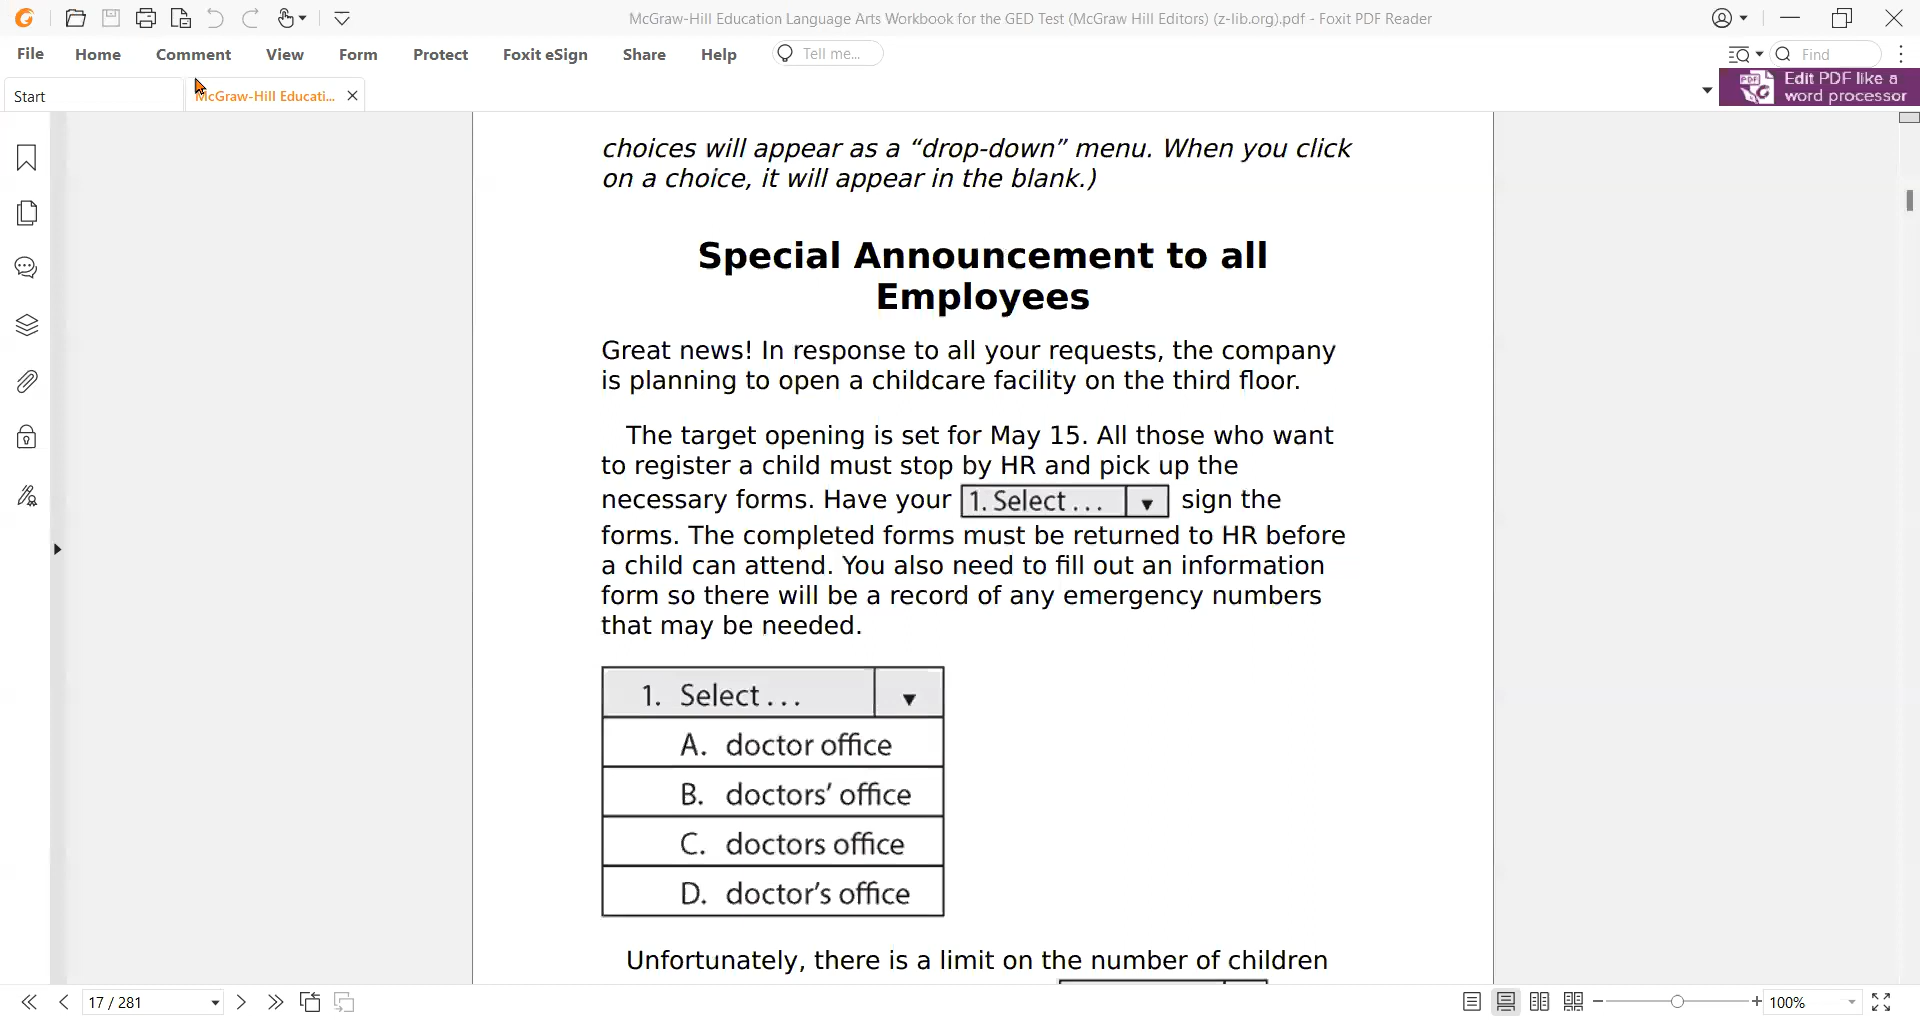 McGraw-Hill Education Language Arts Workbook for the GED Test (McGraw Hill Editors) (z-lib.org).pdf - Foxit PDF Reader
File Home Comment View Form Protect Foxit eSign Share Help Tell me... Find
Start McGraw-Hill Educati...
Edit PDF like a
word processor
choices will appear as a “drop-down” menu. When you click
on a choice, it will appear in the blank.)
Special Announcement to all
Employees
Great news! In response to all your requests, the company
is planning to open a childcare facility on the third floor.
The target opening is set for May 15. All those who want
to register a child must stop by HR and pick up the
necessary forms. Have your 1. Select . . . sign the
forms. The completed forms must be returned to HR before
a child can attend. You also need to fill out an information
form so there will be a record of any emergency numbers
that may be needed.
1. Select . . .
A. doctor office
B. doctors’ office
C. doctors office
D. doctor’s office
Unfortunately, there is a limit on the number of children
17 / 281 100%